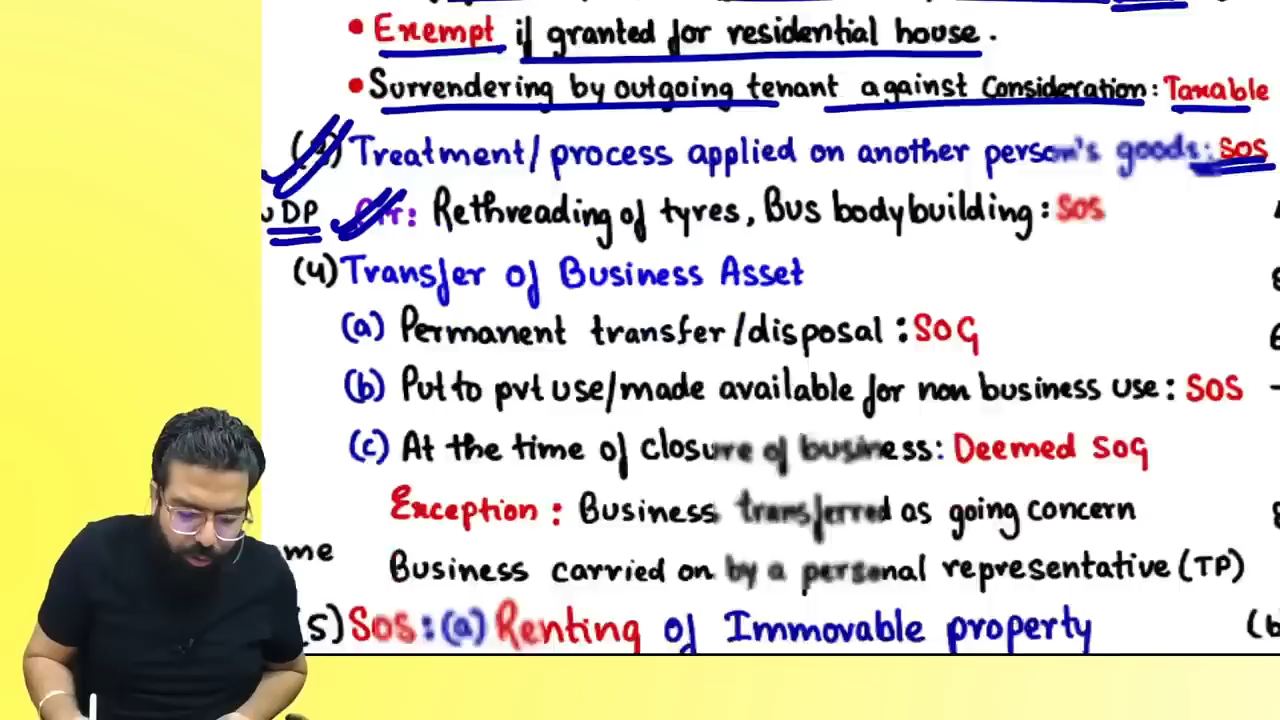 • Exempt if granted for residential house.
• Surrendering by outgoing tenant against Consideration: Taxable
Treatment/process applied on another person's goods: SOS
DP Rethreading of tyres, Bus bodybuilding: SOS
(4) Transfer of Business Asset
(a) Permanent transfer/disposal: SOG
(b) Put to pvt use/made available for non business use: SOS
(c) At the time of closure of business: Deemed SOG
Exception: Business transferred as going concern
me
Business carried on by a personal representative (TP)
(5) SOS: (a) Renting of Immovable property
(b